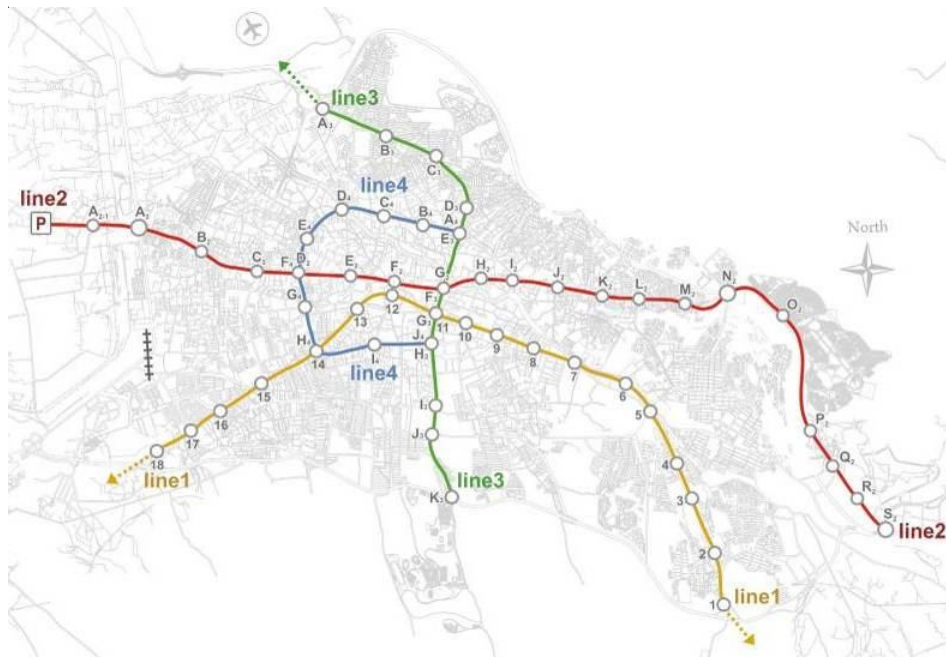 line3
A3
B3
C3
line4
D4
C4
B4
D3
A4
E3
E4
line2
P
A2-1
A2
B2
C2
F4
D2
E2
F2
G2
H2
I2
J2
K2
L2
M2
N2
O2
North
G4
F3
13
12
G3
11
10
9
8
7
6
5
H4
14
I4
J4
H3
line4
15
16
17
18
line1
I3
J3
K3
line3
4
3
2
1
line1
P2
Q2
R2
S2
line2